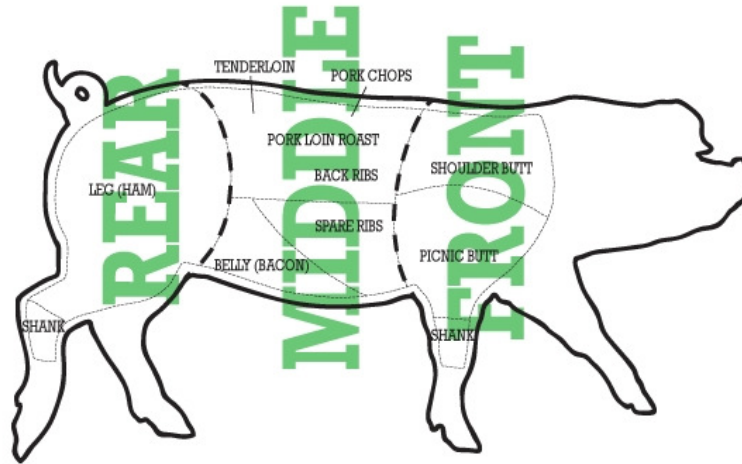 REAR
MIDDLE
FRONT
TENDERLOIN
PORK CHOPS
PORK LOIN ROAST
BACK RIBS
SHOULDER BUTT
LEG (HAM)
SPARE RIBS
PICNIC BUTT
BELLY (BACON)
SHANK
SHANK